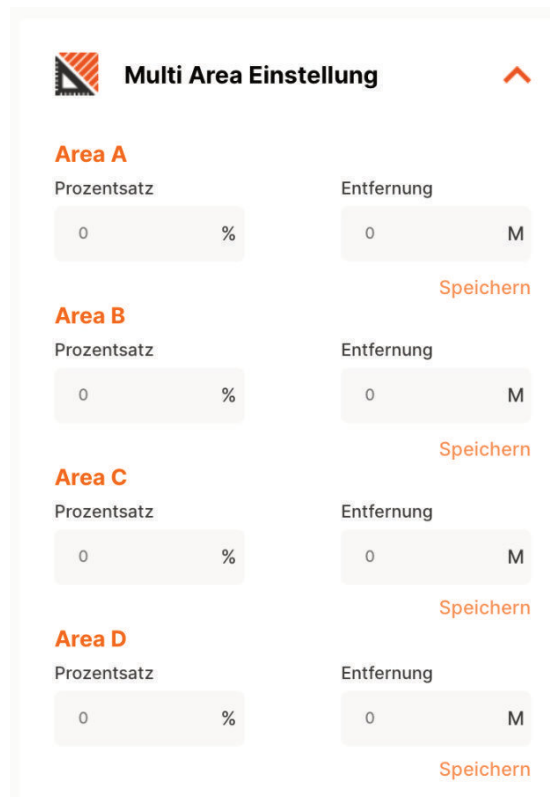 Multi Area Einstellung
Area A
Prozentsatz Entfernung
0 % 0 M
Speichern
Area B
Prozentsatz Entfernung
0 % 0 M
Speichern
Area C
Prozentsatz Entfernung
0 % 0 M
Speichern
Area D
Prozentsatz Entfernung
0 % 0 M
Speichern